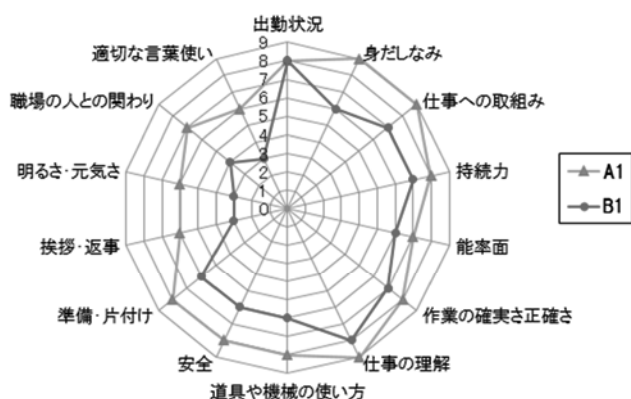 出勤状況
身だしなみ
仕事への取組み
持続力
能率面
作業の確実さ正確さ
仕事の理解
道具や機械の使い方
安全
準備・片付け
挨拶・返事
明るさ・元気さ
職場の人との関わり
適切な言葉使い
9
8
7
6
5
4
3
2
1
0
A1
B1